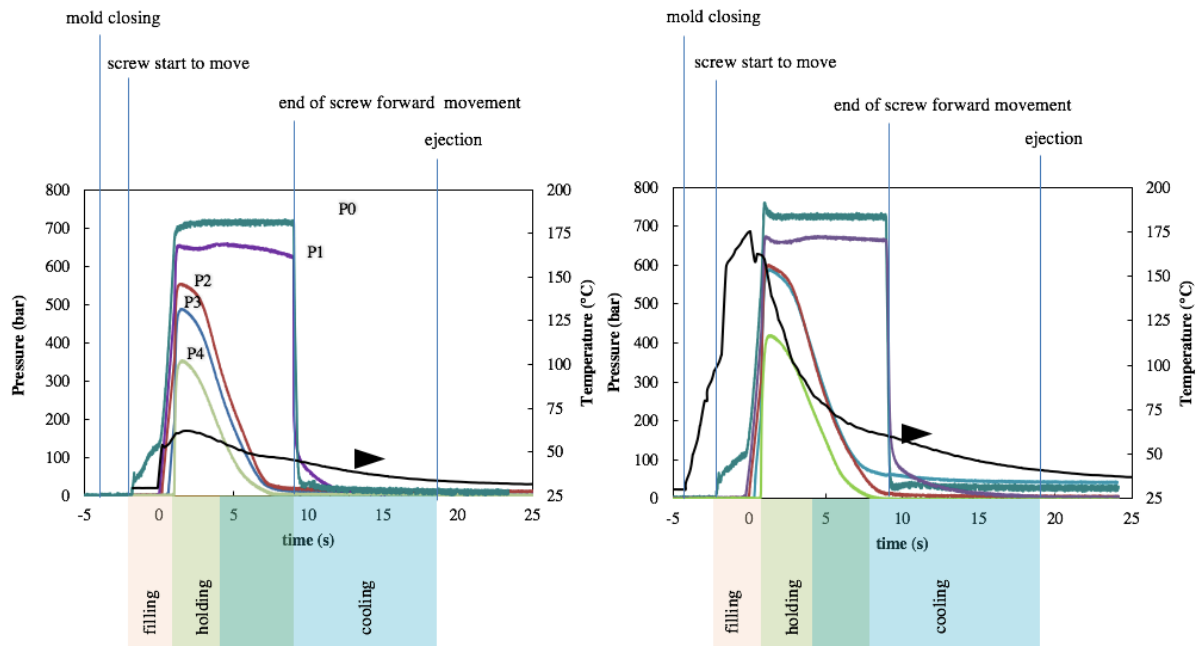 mold closing
screw start to move
end of screw forward movement
ejection
800
700
600
500
400
300
200
100
0
Pressure (bar)
200
175
150
125
100
75
50
25
Temperature (°C)
P0
P1
P2
P3
P4
-5 0 5 10 15 20 25
time (s)
filling
holding
cooling
mold closing
screw start to move
end of screw forward movement
ejection
800
700
600
500
400
300
200
100
0
Pressure (bar)
200
175
150
125
100
75
50
25
Temperature (°C)
-5 0 5 10 15 20 25
time (s)
filling
holding
cooling